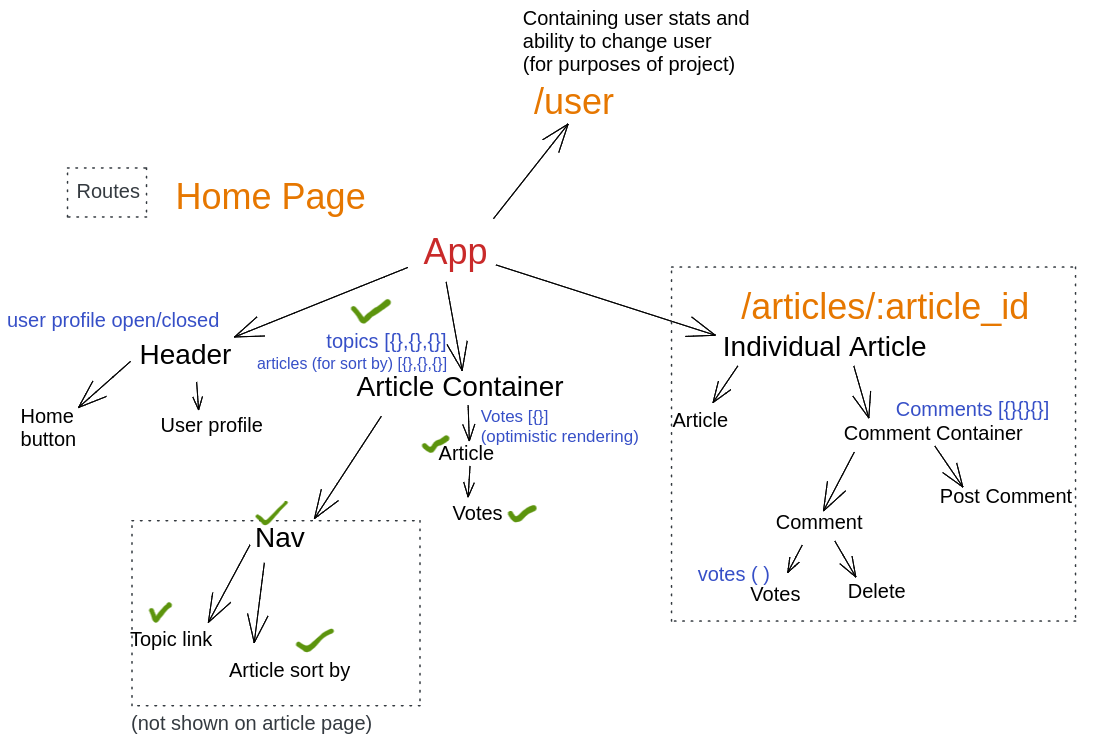 Containing user stats and
ability to change user
(for purposes of project)
/user
Routes
Home Page
App
user profile open/closed
Header
Home
button
User profile
topics [{},{},{}]
articles (for sort by) [{},{},{}]
Article Container
Votes [{}]
(optimistic rendering)
Article
Votes
Nav
Topic link
Article sort by
(not shown on article page)
/articles/:article_id
Individual Article
Article
Comments [{}{}{}]
Comment Container
Post Comment
Comment
votes ( )
Votes
Delete